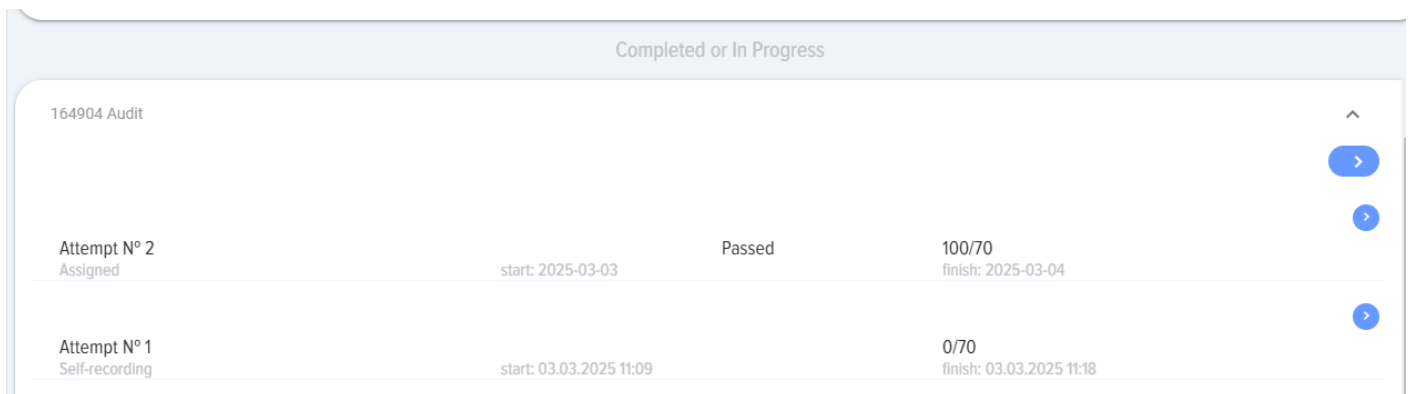 Completed or In Progress
164904 Audit
Attempt Nº 2 Passed 100/70
Assigned start: 2025-03-03 finish: 2025-03-04
Attempt Nº 1 0/70
Self-recording start: 03.03.2025 11:09 finish: 03.03.2025 11:18